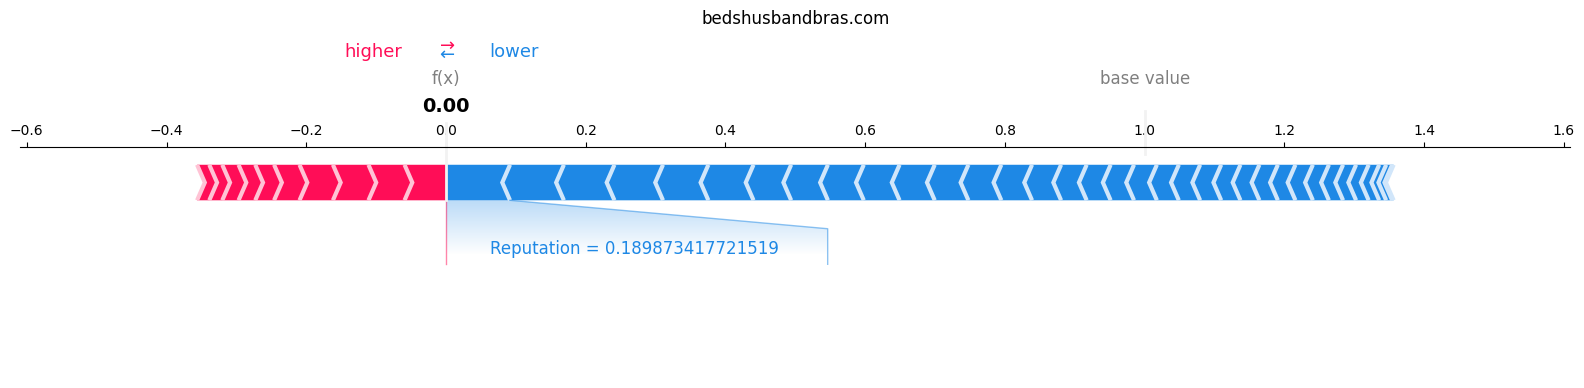 bedshusbandbras.com
higher ⇄ lower
f(x) base value
0.00
−0.6 −0.4 −0.2 0.0 0.2 0.4 0.6 0.8 1.0 1.2 1.4 1.6
Reputation = 0.189873417721519